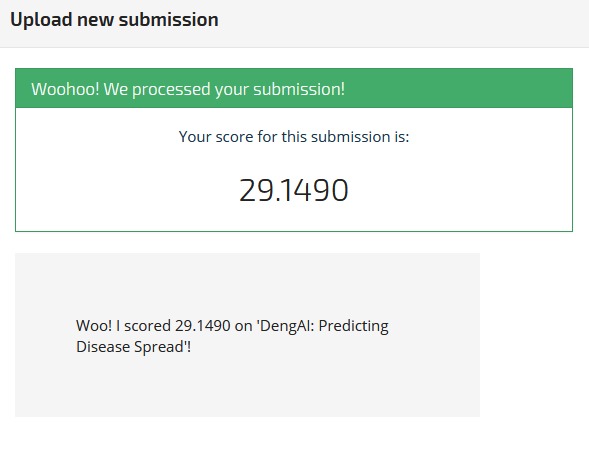 Upload new submission
Woohoo! We processed your submission!
Your score for this submission is:
29.1490
Woo! I scored 29.1490 on 'DengAI: Predicting
Disease Spread'!